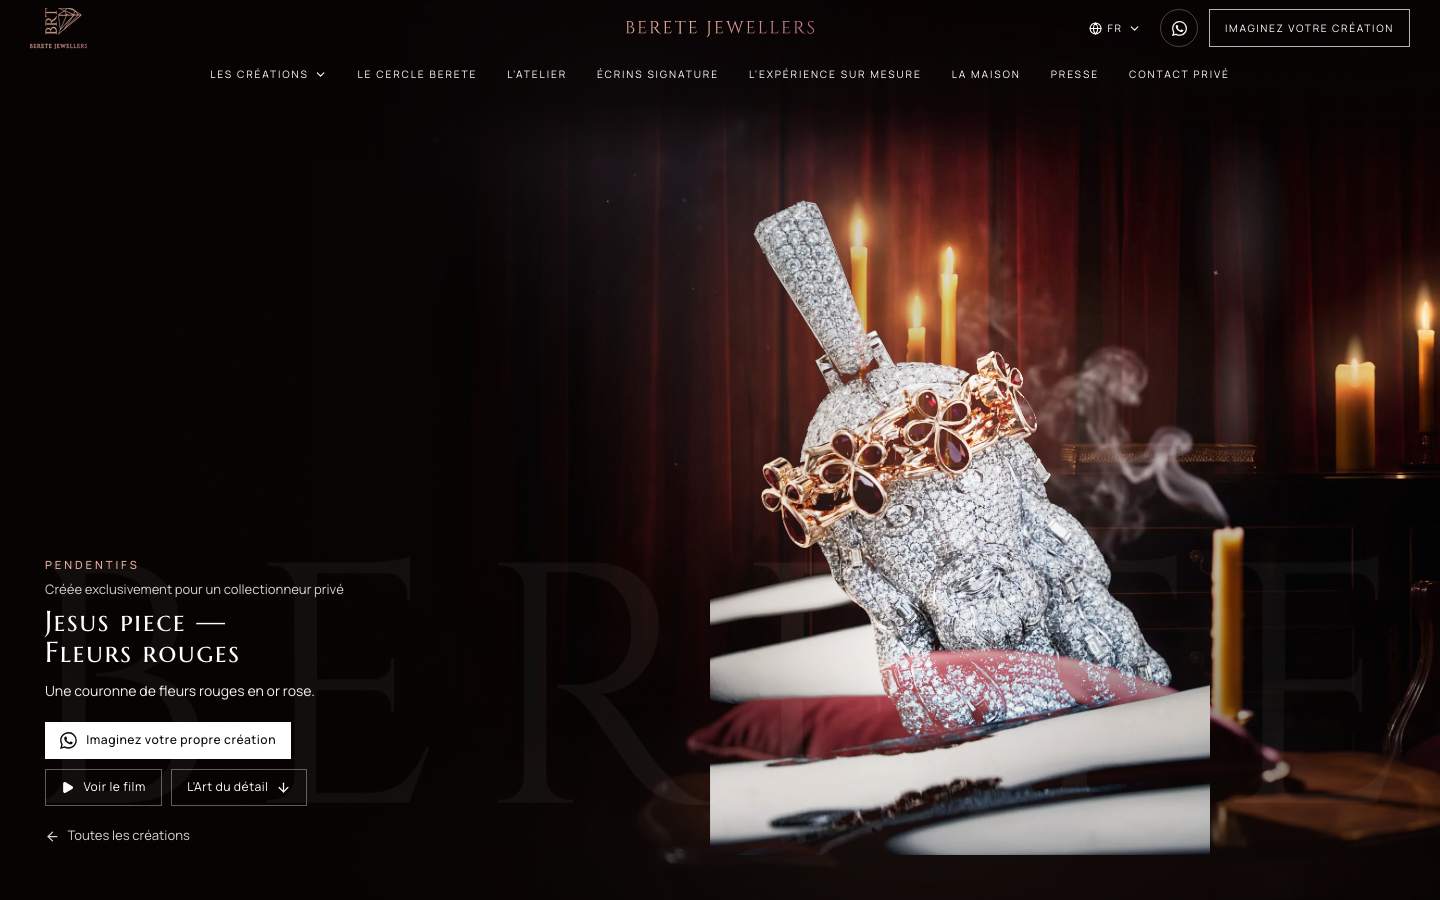 BRT
BERETE JEWELLERS
BERETE JEWELLERS
FR
IMAGINEZ VOTRE CRÉATION
LES CRÉATIONS
LE CERCLE BERETE
L'ATELIER
ÉCRINS SIGNATURE
L'EXPÉRIENCE SUR MESURE
LA MAISON
PRESSE
CONTACT PRIVÉ
BERETE
PENDENTIFS
Créée exclusivement pour un collectionneur privé
Jesus piece —
Fleurs rouges
Une couronne de fleurs rouges en or rose.
Imaginez votre propre création
Voir le film
L'Art du détail
Toutes les créations